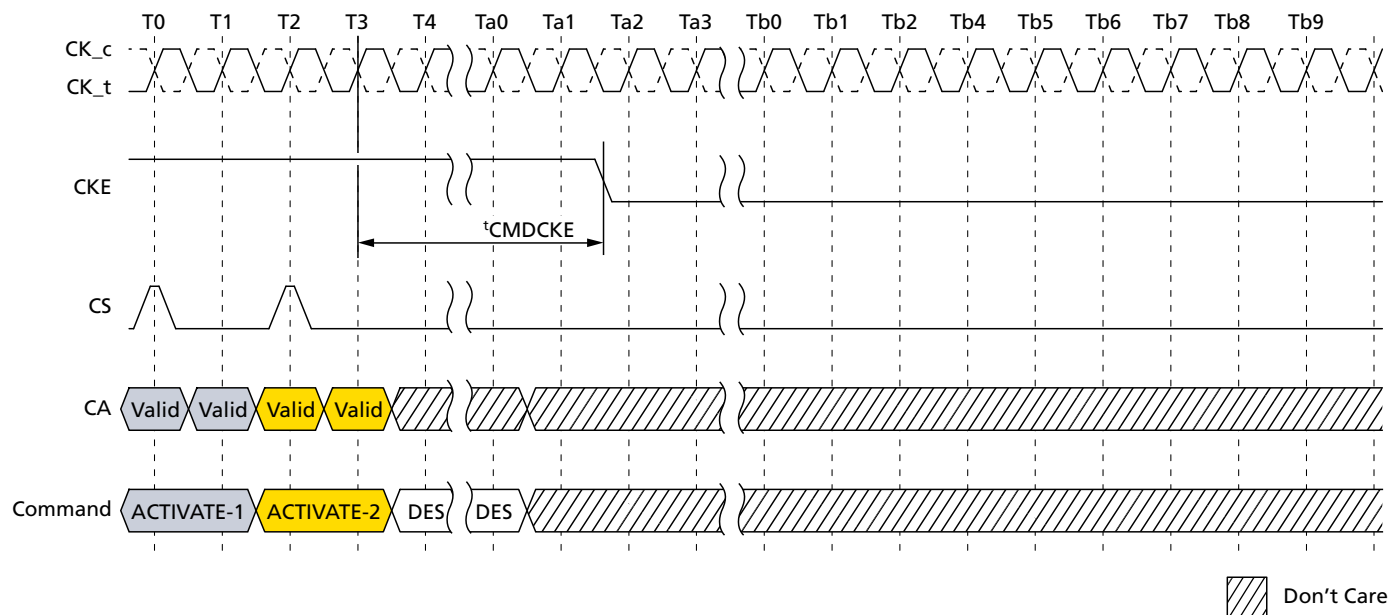 T0 T1 T2 T3 T4 Ta0 Ta1 Ta2 Ta3 Tb0 Tb1 Tb2 Tb4 Tb5 Tb6 Tb7 Tb8 Tb9
CK_c
CK_t
CKE
tCMDCKE
CS
CA Valid Valid Valid Valid
Command ACTIVATE-1 ACTIVATE-2 DES DES
Don't Care